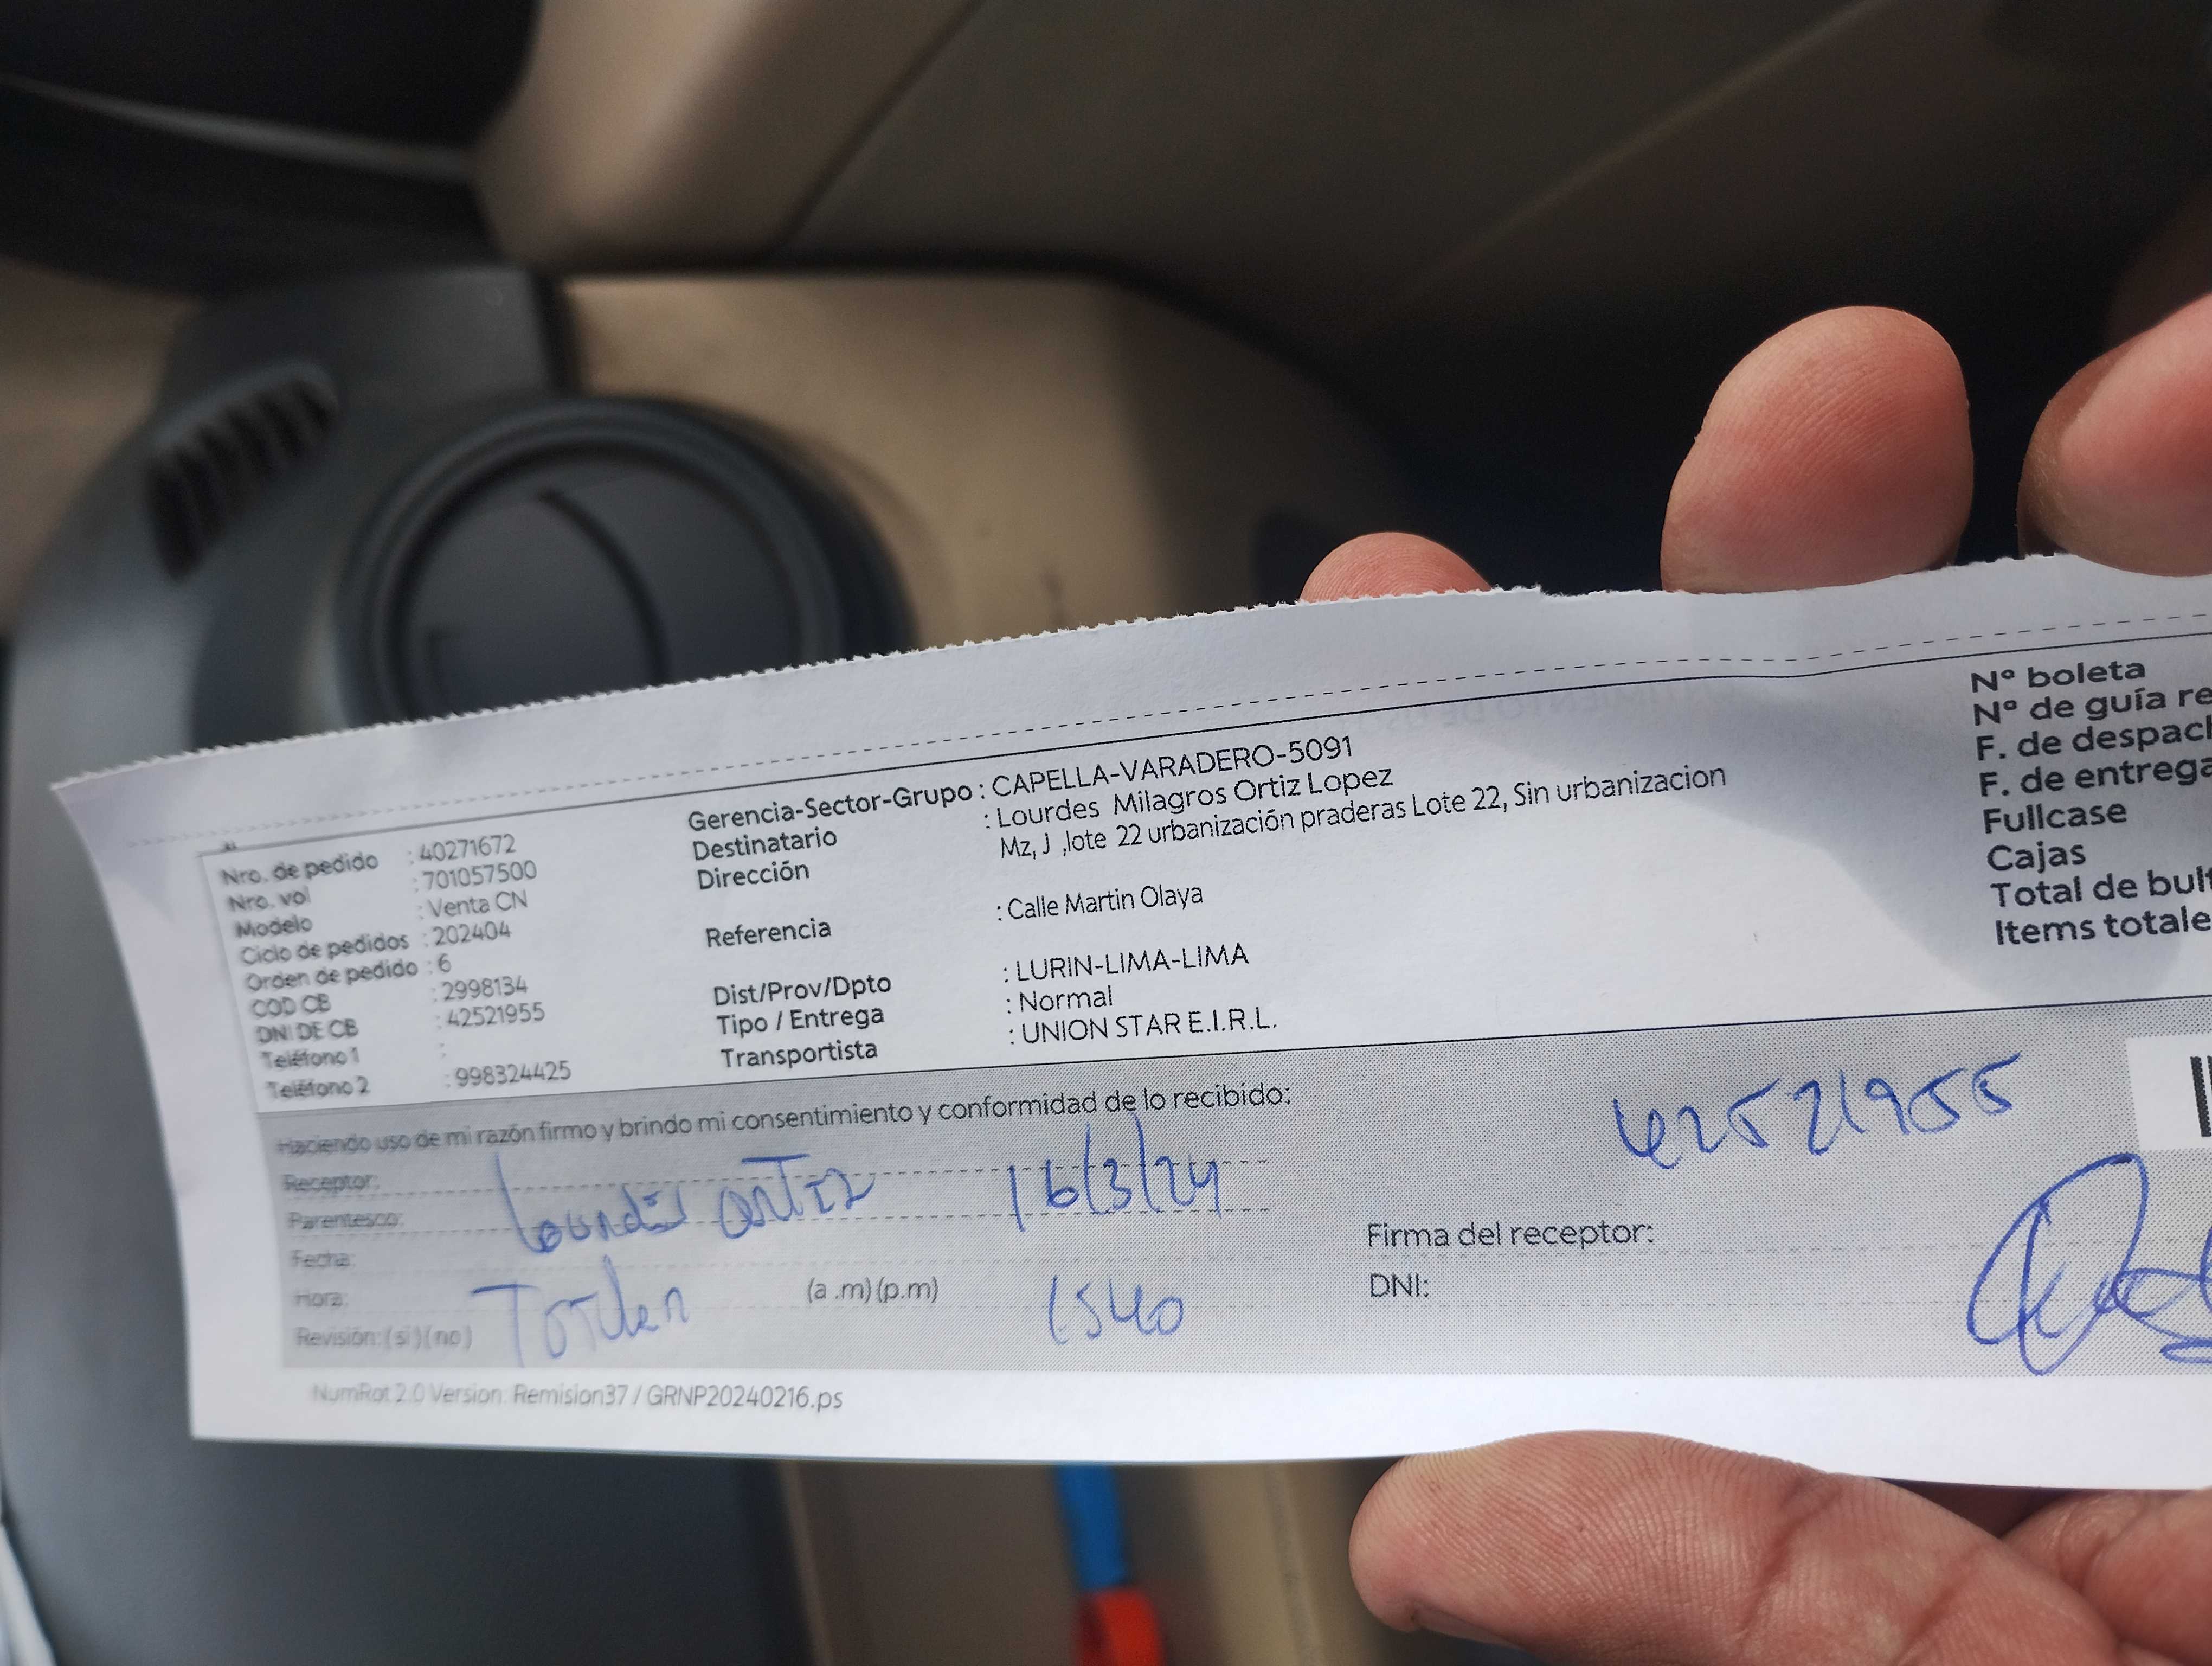 Nro. de pedido : 40271672
Nro. vol : 701057500
Modelo : Venta CN
Ciclo de pedidos : 202404
Orden de pedido : 6
COD CB : 2998134
DNI DE CB : 42521955
Teléfono 1 :
Teléfono 2 : 998324425
Gerencia-Sector-Grupo : CAPELLA-VARADERO-5091
Destinatario : Lourdes Milagros Ortiz Lopez
Dirección Mz, J ,lote 22 urbanización praderas Lote 22, Sin urbanizacion
Referencia : Calle Martin Olaya
Dist/Prov/Dpto : LURIN-LIMA-LIMA
Tipo / Entrega : Normal
Transportista : UNION STAR E.I.R.L.
Nº boleta
Nº de guía re
F. de despach
F. de entrega
Fullcase
Cajas
Total de bult
Items totale
Haciendo uso de mi razón firmo y brindo mi consentimiento y conformidad de lo recibido:
Receptor:
Parentesco: Lourdes Ortiz 16/3/24
Fecha:
Hora: (a .m) (p.m) 1540
Revisión: ( si ) ( no )
42521955
Firma del receptor:
DNI:
NumRot 2.0 Version: Remision37 / GRNP20240216.ps